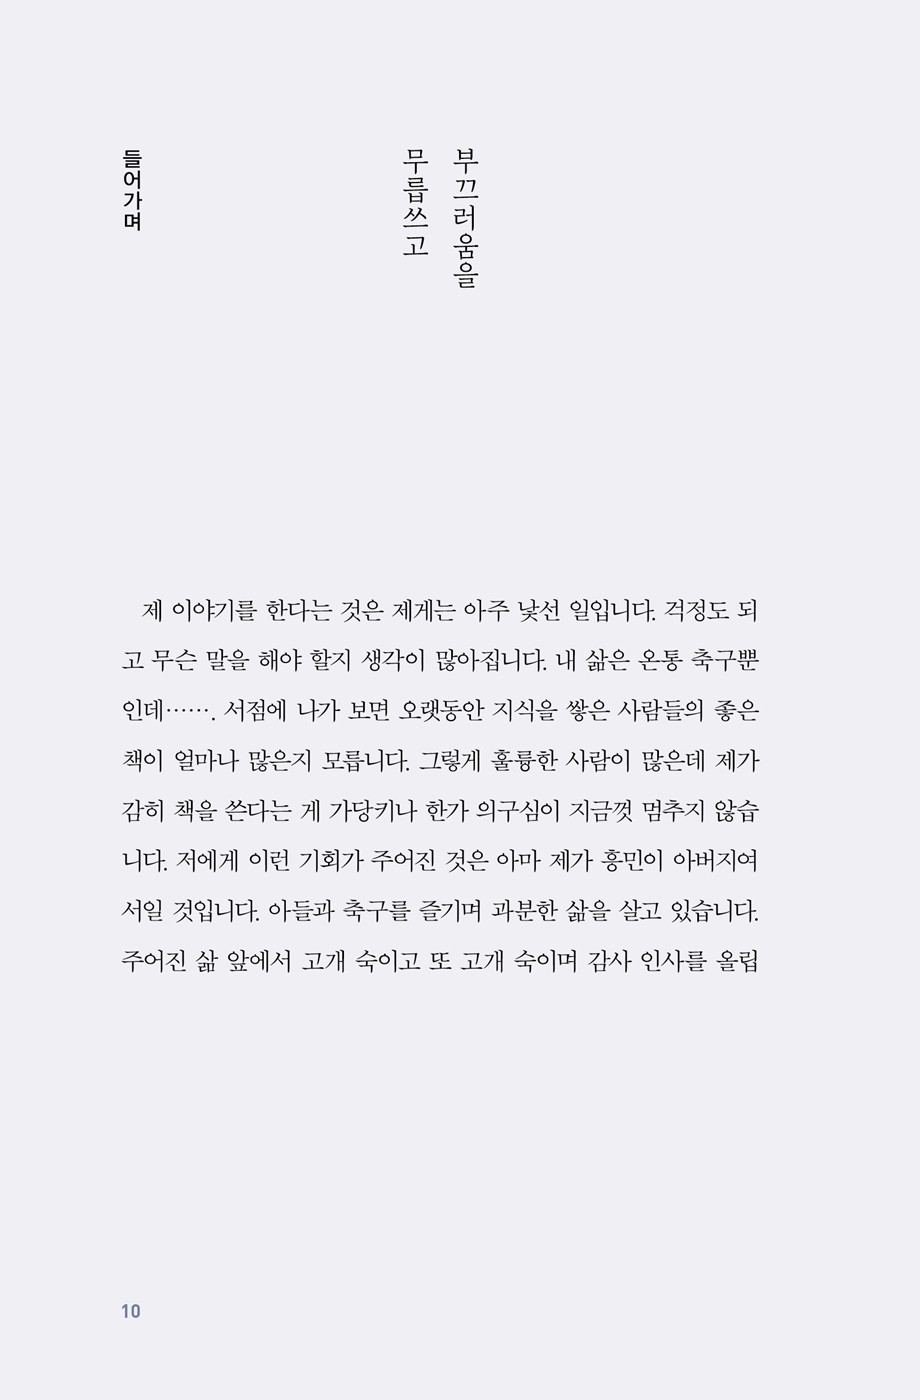 들어가며
부끄러움을
무릅쓰고
제 이야기를 한다는 것은 제게는 아주 낯선 일입니다. 걱정도 되
고 무슨 말을 해야 할지 생각이 많아집니다. 내 삶은 온통 축구뿐
인데……. 서점에 나가 보면 오랫동안 지식을 쌓은 사람들의 좋은
책이 얼마나 많은지 모릅니다. 그렇게 훌륭한 사람이 많은데 제가
감히 책을 쓴다는 게 가당키나 한가 의구심이 지금껏 멈추지 않습
니다. 저에게 이런 기회가 주어진 것은 아마 제가 흥민이 아버지여
서일 것입니다. 아들과 축구를 즐기며 과분한 삶을 살고 있습니다.
주어진 삶 앞에서 고개 숙이고 또 고개 숙이며 감사 인사를 올립
10